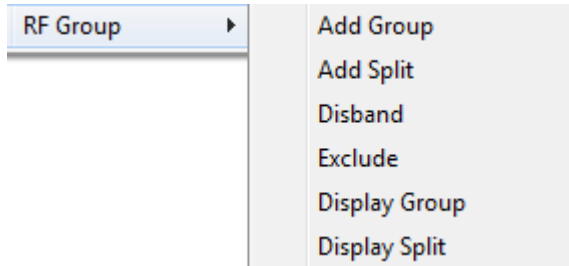 RF Group
Add Group
Add Split
Disband
Exclude
Display Group
Display Split